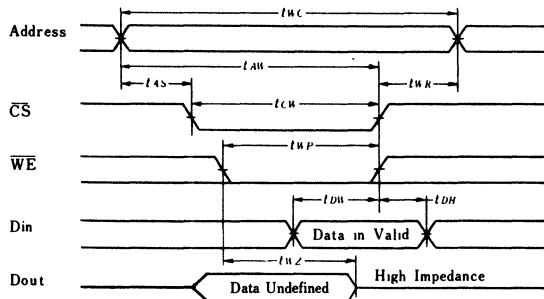 tWC
Address
tAW
tAS
tWR
CS
tCW
tWP
WE
tDW
tDH
Din
Data in Valid
tWZ
High Impedance
Dout
Data Undefined